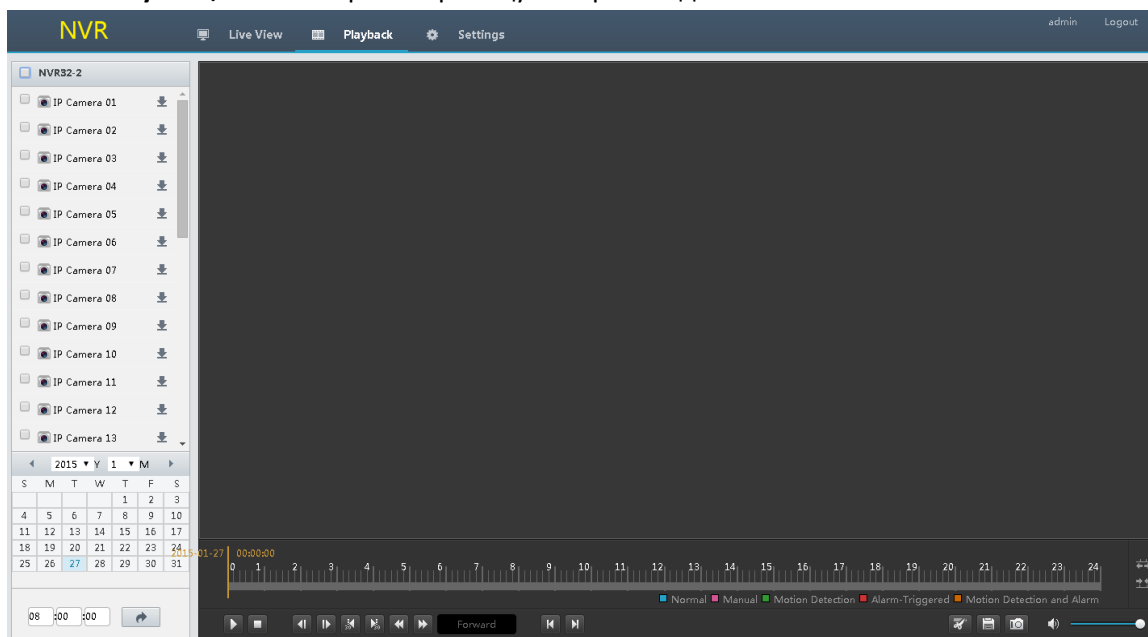 NVR
Live View
Playback
Settings
admin
Logout
NVR32-2
IP Camera 01
IP Camera 02
IP Camera 03
IP Camera 04
IP Camera 05
IP Camera 06
IP Camera 07
IP Camera 08
IP Camera 09
IP Camera 10
IP Camera 11
IP Camera 12
IP Camera 13
2015 Y 1 M
S M T W T F S
1 2 3
4 5 6 7 8 9 10
11 12 13 14 15 16 17
18 19 20 21 22 23 24
25 26 27 28 29 30 31
08 :00 :00
2015-01-27 00:00:00
0 1 2 3 4 5 6 7 8 9 10 11 12 13 14 15 16 17 18 19 20 21 22 23 24
Normal Manual Motion Detection Alarm-Triggered Motion Detection and Alarm
Forward